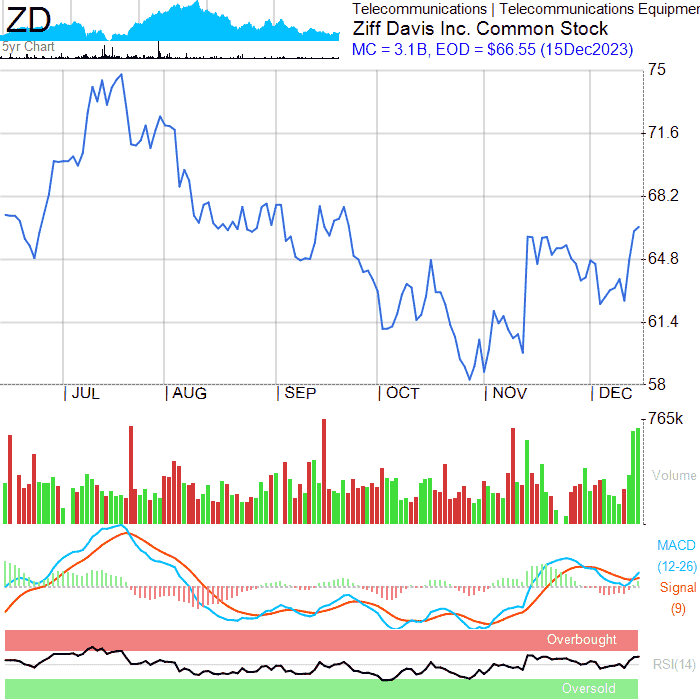 ZD
5yr Chart
Telecommunications | Telecommunications Equipmen
Ziff Davis Inc. Common Stock
MC = 3.1B, EOD = $66.55 (15Dec2023)
75
71.6
68.2
64.8
61.4
58
JUL AUG SEP OCT NOV DEC
765k
Volume
MACD
(12-26)
Signal
(9)
Overbought
RSI(14)
Oversold